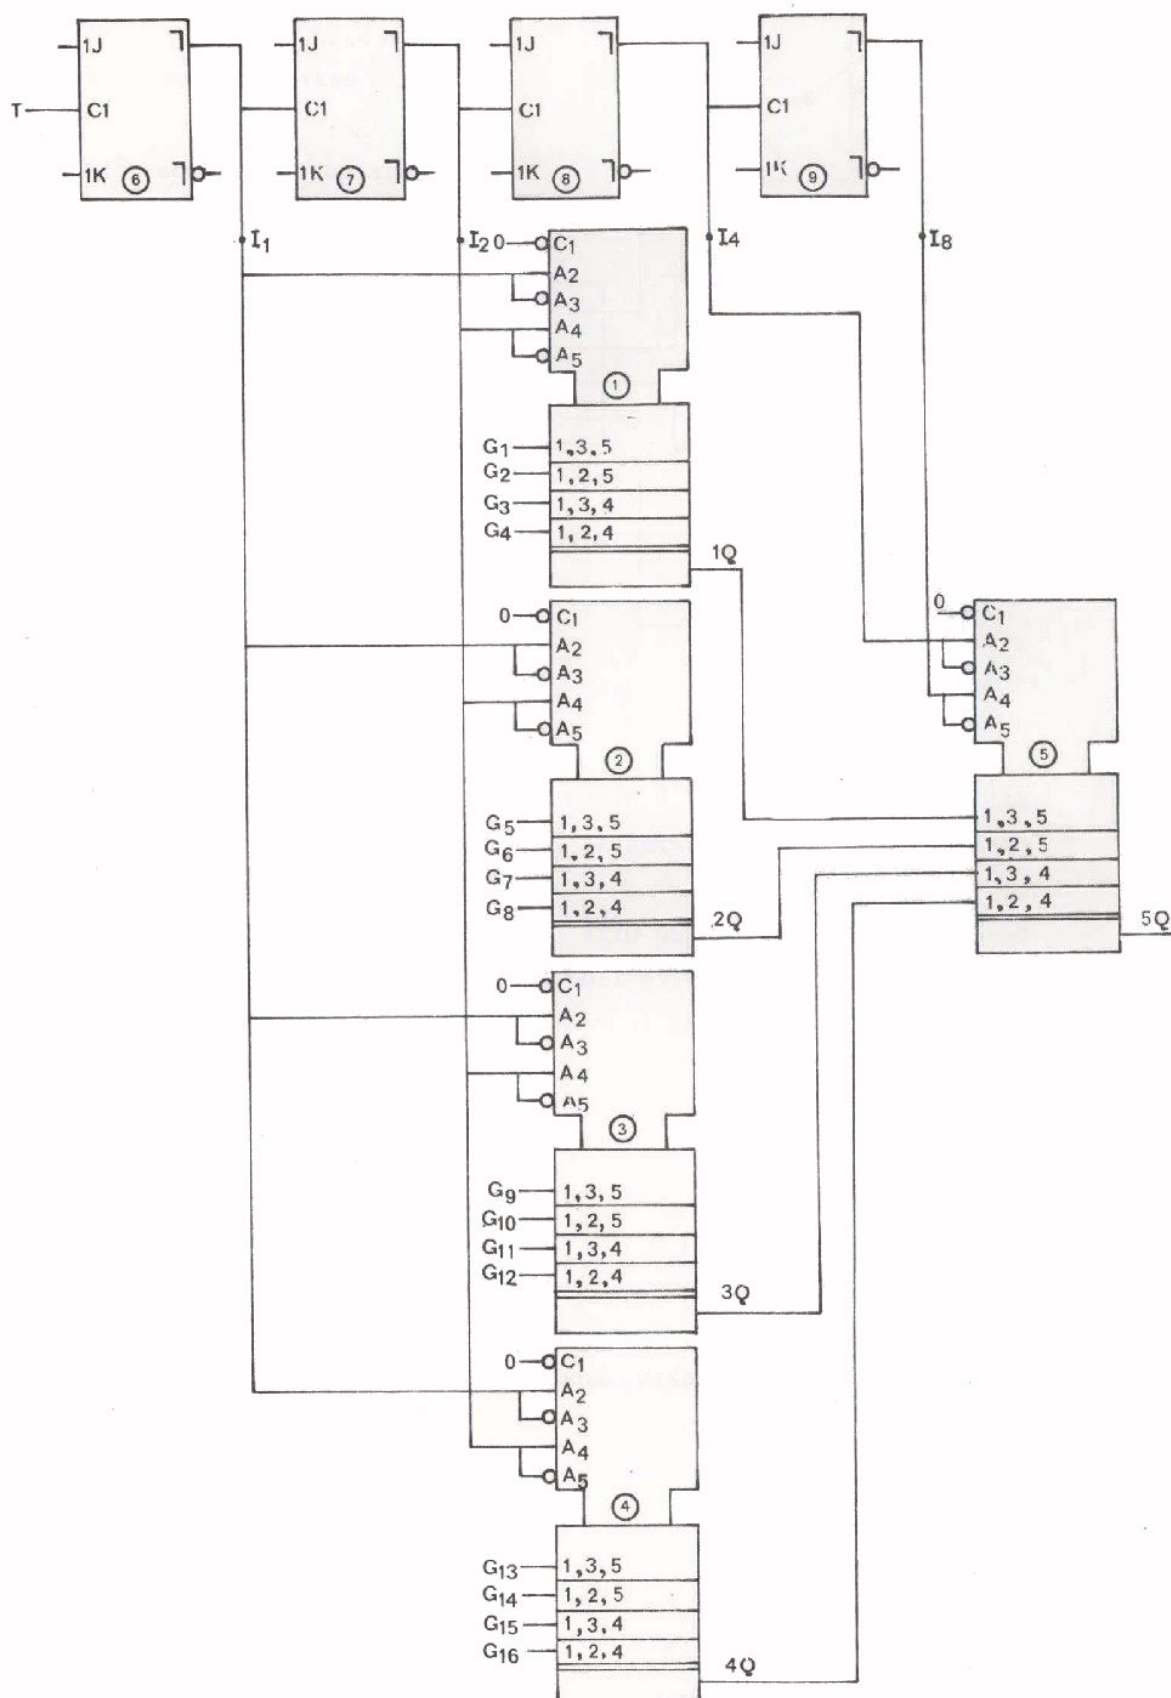 1J
1J
1J
1J
T
C1
C1
C1
C1
1K
6
1K
7
1K
8
1K
9
I1
I2
I4
I8
0
C1
A2
A3
A4
A5
1
G1 1,3,5
G2 1,2,5
G3 1,3,4
G4 1,2,4
1Q
0
C1
A2
A3
A4
A5
2
G5 1,3,5
G6 1,2,5
G7 1,3,4
G8 1,2,4
2Q
0
C1
A2
A3
A4
A5
5
1,3,5
1,2,5
1,3,4
1,2,4
5Q
0
C1
A2
A3
A4
A5
3
G9 1,3,5
G10 1,2,5
G11 1,3,4
G12 1,2,4
3Q
0
C1
A2
A3
A4
A5
4
G13 1,3,5
G14 1,2,5
G15 1,3,4
G16 1,2,4
4Q